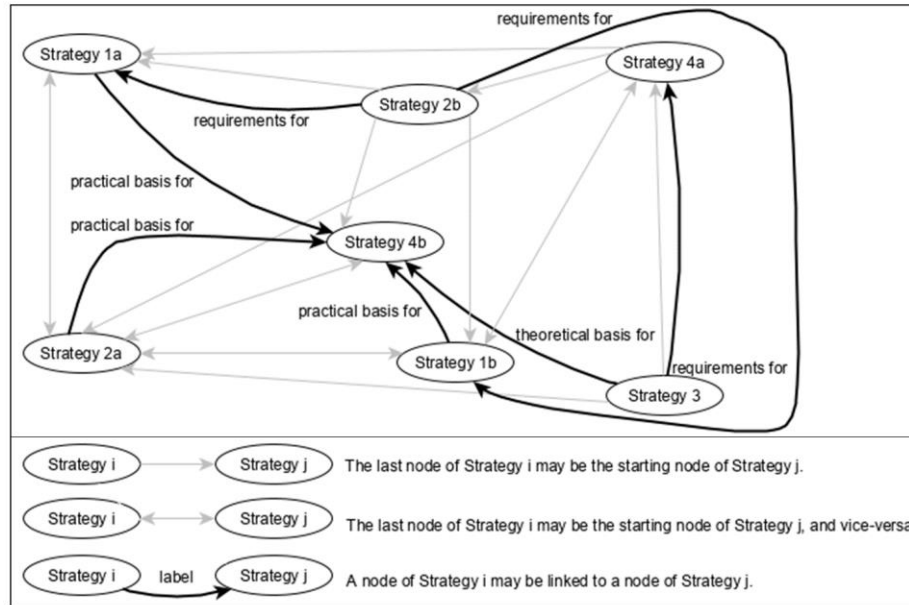 requirements for
Strategy 1a
Strategy 4a
Strategy 2b
requirements for
practical basis for
practical basis for
Strategy 4b
practical basis for
theoretical basis for
Strategy 2a
Strategy 1b
requirements for
Strategy 3
Strategy i Strategy j The last node of Strategy i may be the starting node of Strategy j.
Strategy i Strategy j The last node of Strategy i may be the starting node of Strategy j, and vice-versa
Strategy i label Strategy j A node of Strategy i may be linked to a node of Strategy j.